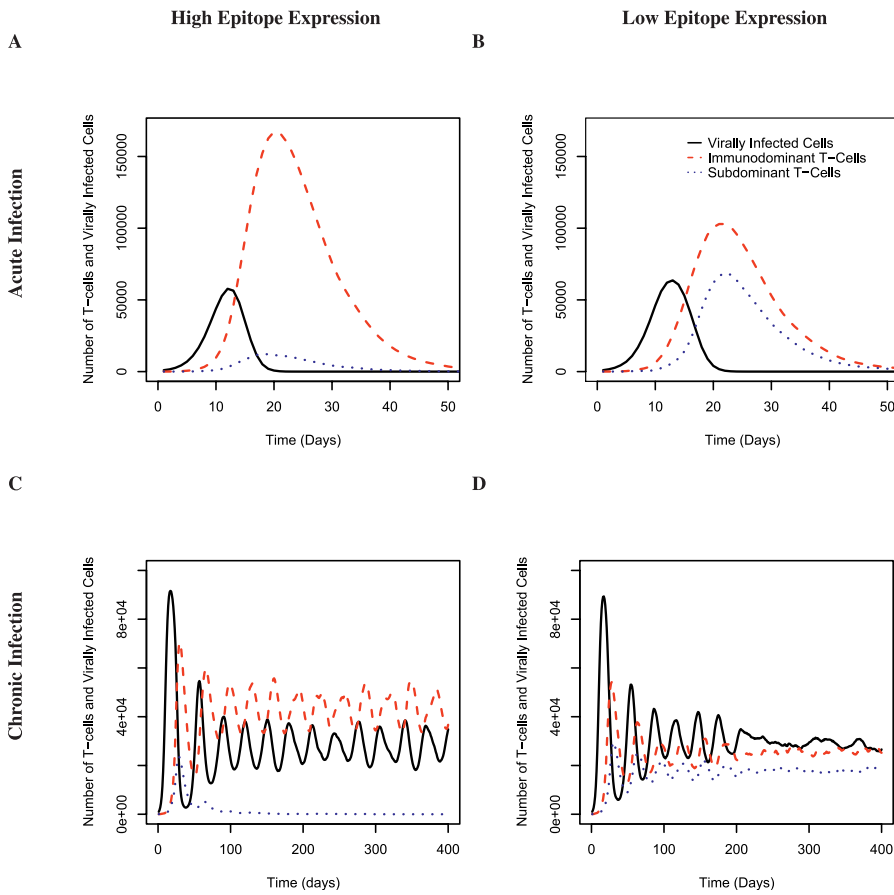 High Epitope Expression
Low Epitope Expression
A
B
Acute Infection
Number of T-cells and Virally Infected Cells
150000
100000
50000
0
0 10 20 30 40 50
Time (Days)
Number of T-cells and Virally Infected Cells
150000
100000
50000
0
Virally Infected Cells
Immunodominant T-Cells
Subdominant T-Cells
0 10 20 30 40 50
Time (Days)
C
D
Chronic Infection
Number of T-cells and Virally Infected Cells
8e+04
4e+04
0e+00
0 100 200 300 400
Time (days)
Number of T-cells and Virally Infected Cells
8e+04
4e+04
0e+00
0 100 200 300 400
Time (Days)